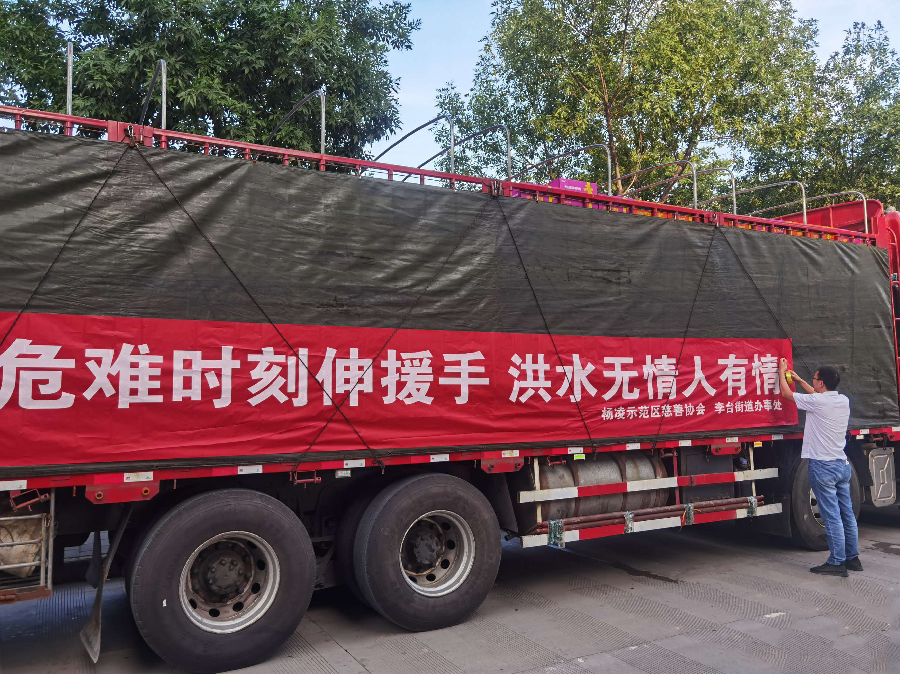 危难时刻伸援手 洪水无情人有情
杨凌示范区慈善协会 李台街道办事处